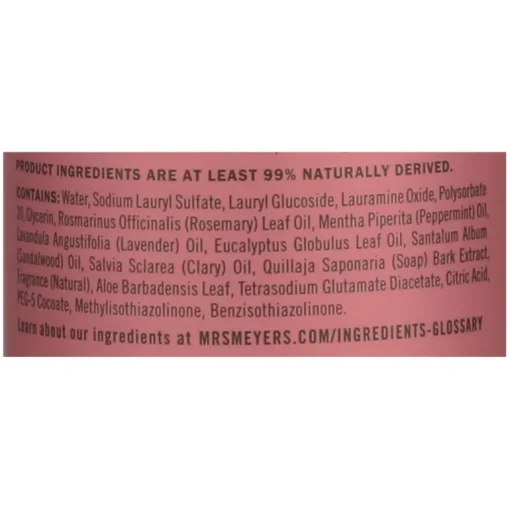 PRODUCT INGREDIENTS ARE AT LEAST 99% NATURALLY DERIVED.
CONTAINS: Water, Sodium Lauryl Sulfate, Lauryl Glucoside, Lauramine Oxide, Polysorbate
20, Glycerin, Rosmarinus Officinalis (Rosemary) Leaf Oil, Mentha Piperita (Peppermint) Oil,
Lavandula Angustifolia (Lavender) Oil, Eucalyptus Globulus Leaf Oil, Santalum Album
(Sandalwood) Oil, Salvia Sclarea (Clary) Oil, Quillaja Saponaria (Soap) Bark Extract,
Fragrance (Natural), Aloe Barbadensis Leaf, Tetrasodium Glutamate Diacetate, Citric Acid,
PEG-5 Cocoate, Methylisothiazolinone, Benzisothiazolinone.
Learn about our ingredients at MRSMEYERS.COM/INGREDIENTS-GLOSSARY